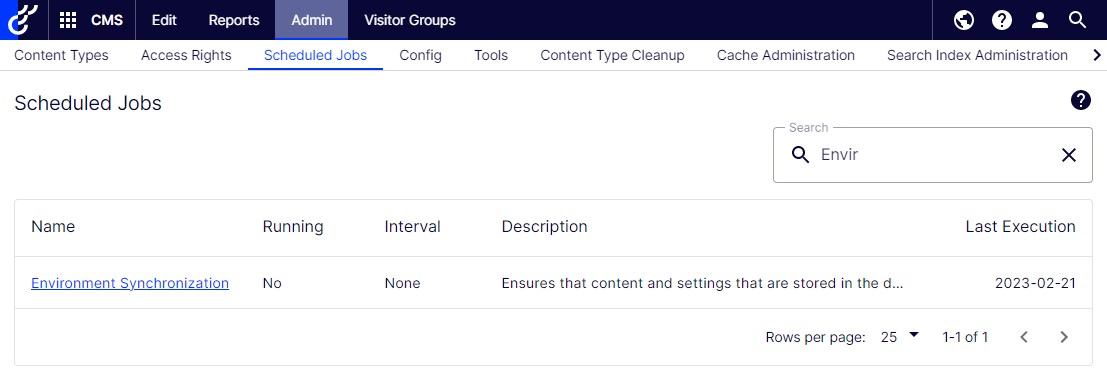 CMS Edit Reports Admin Visitor Groups
Content Types Access Rights Scheduled Jobs Config Tools Content Type Cleanup Cache Administration Search Index Administration
Scheduled Jobs
Search
Envir
Name Running Interval Description Last Execution
Environment Synchronization No None Ensures that content and settings that are stored in the d... 2023-02-21
Rows per page: 25 1-1 of 1